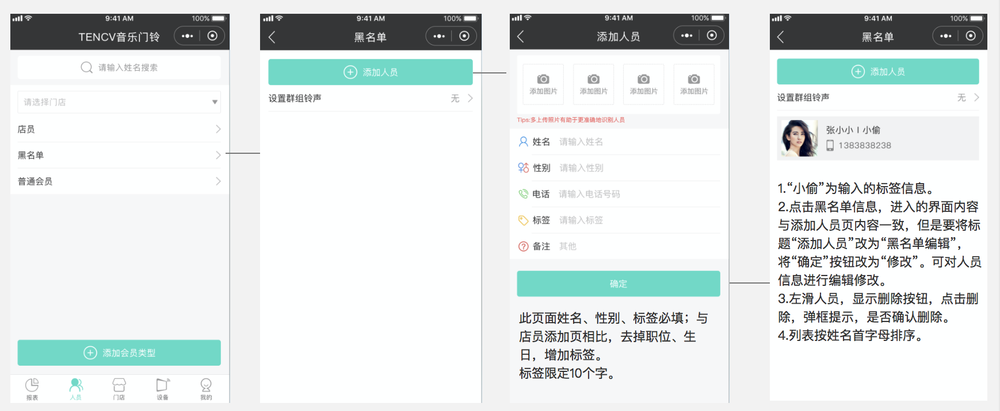 9:41 AM 100%
TENCV音乐门铃
请输入姓名搜索
请选择门店
店员
黑名单
普通会员
添加会员类型
报表 人员 门店 设备 我的
9:41 AM 100%
黑名单
添加人员
设置群组铃声 无
9:41 AM 100%
添加人员
添加图片 添加图片 添加图片 添加图片
Tips:多上传照片有助于更准确地识别人员
姓名 请输入姓名
性别 请输入性别
电话 请输入电话号码
标签 请输入标签
备注 其他
确定
此页面姓名、性别、标签必填；与
店员添加页相比，去掉职位、生
日，增加标签。
标签限定10个字。
9:41 AM 100%
黑名单
添加人员
设置群组铃声 无
张小小 I 小偷
1383838238
1.“小偷”为输入的标签信息。
2.点击黑名单信息，进入的界面内容
与添加人员页内容一致，但是要将标
题“添加人员”改为“黑名单编辑”，
将“确定”按钮改为“修改”。可对人员
信息进行编辑修改。
3.左滑人员，显示删除按钮，点击删
除，弹框提示，是否确认删除。
4.列表按姓名首字母排序。